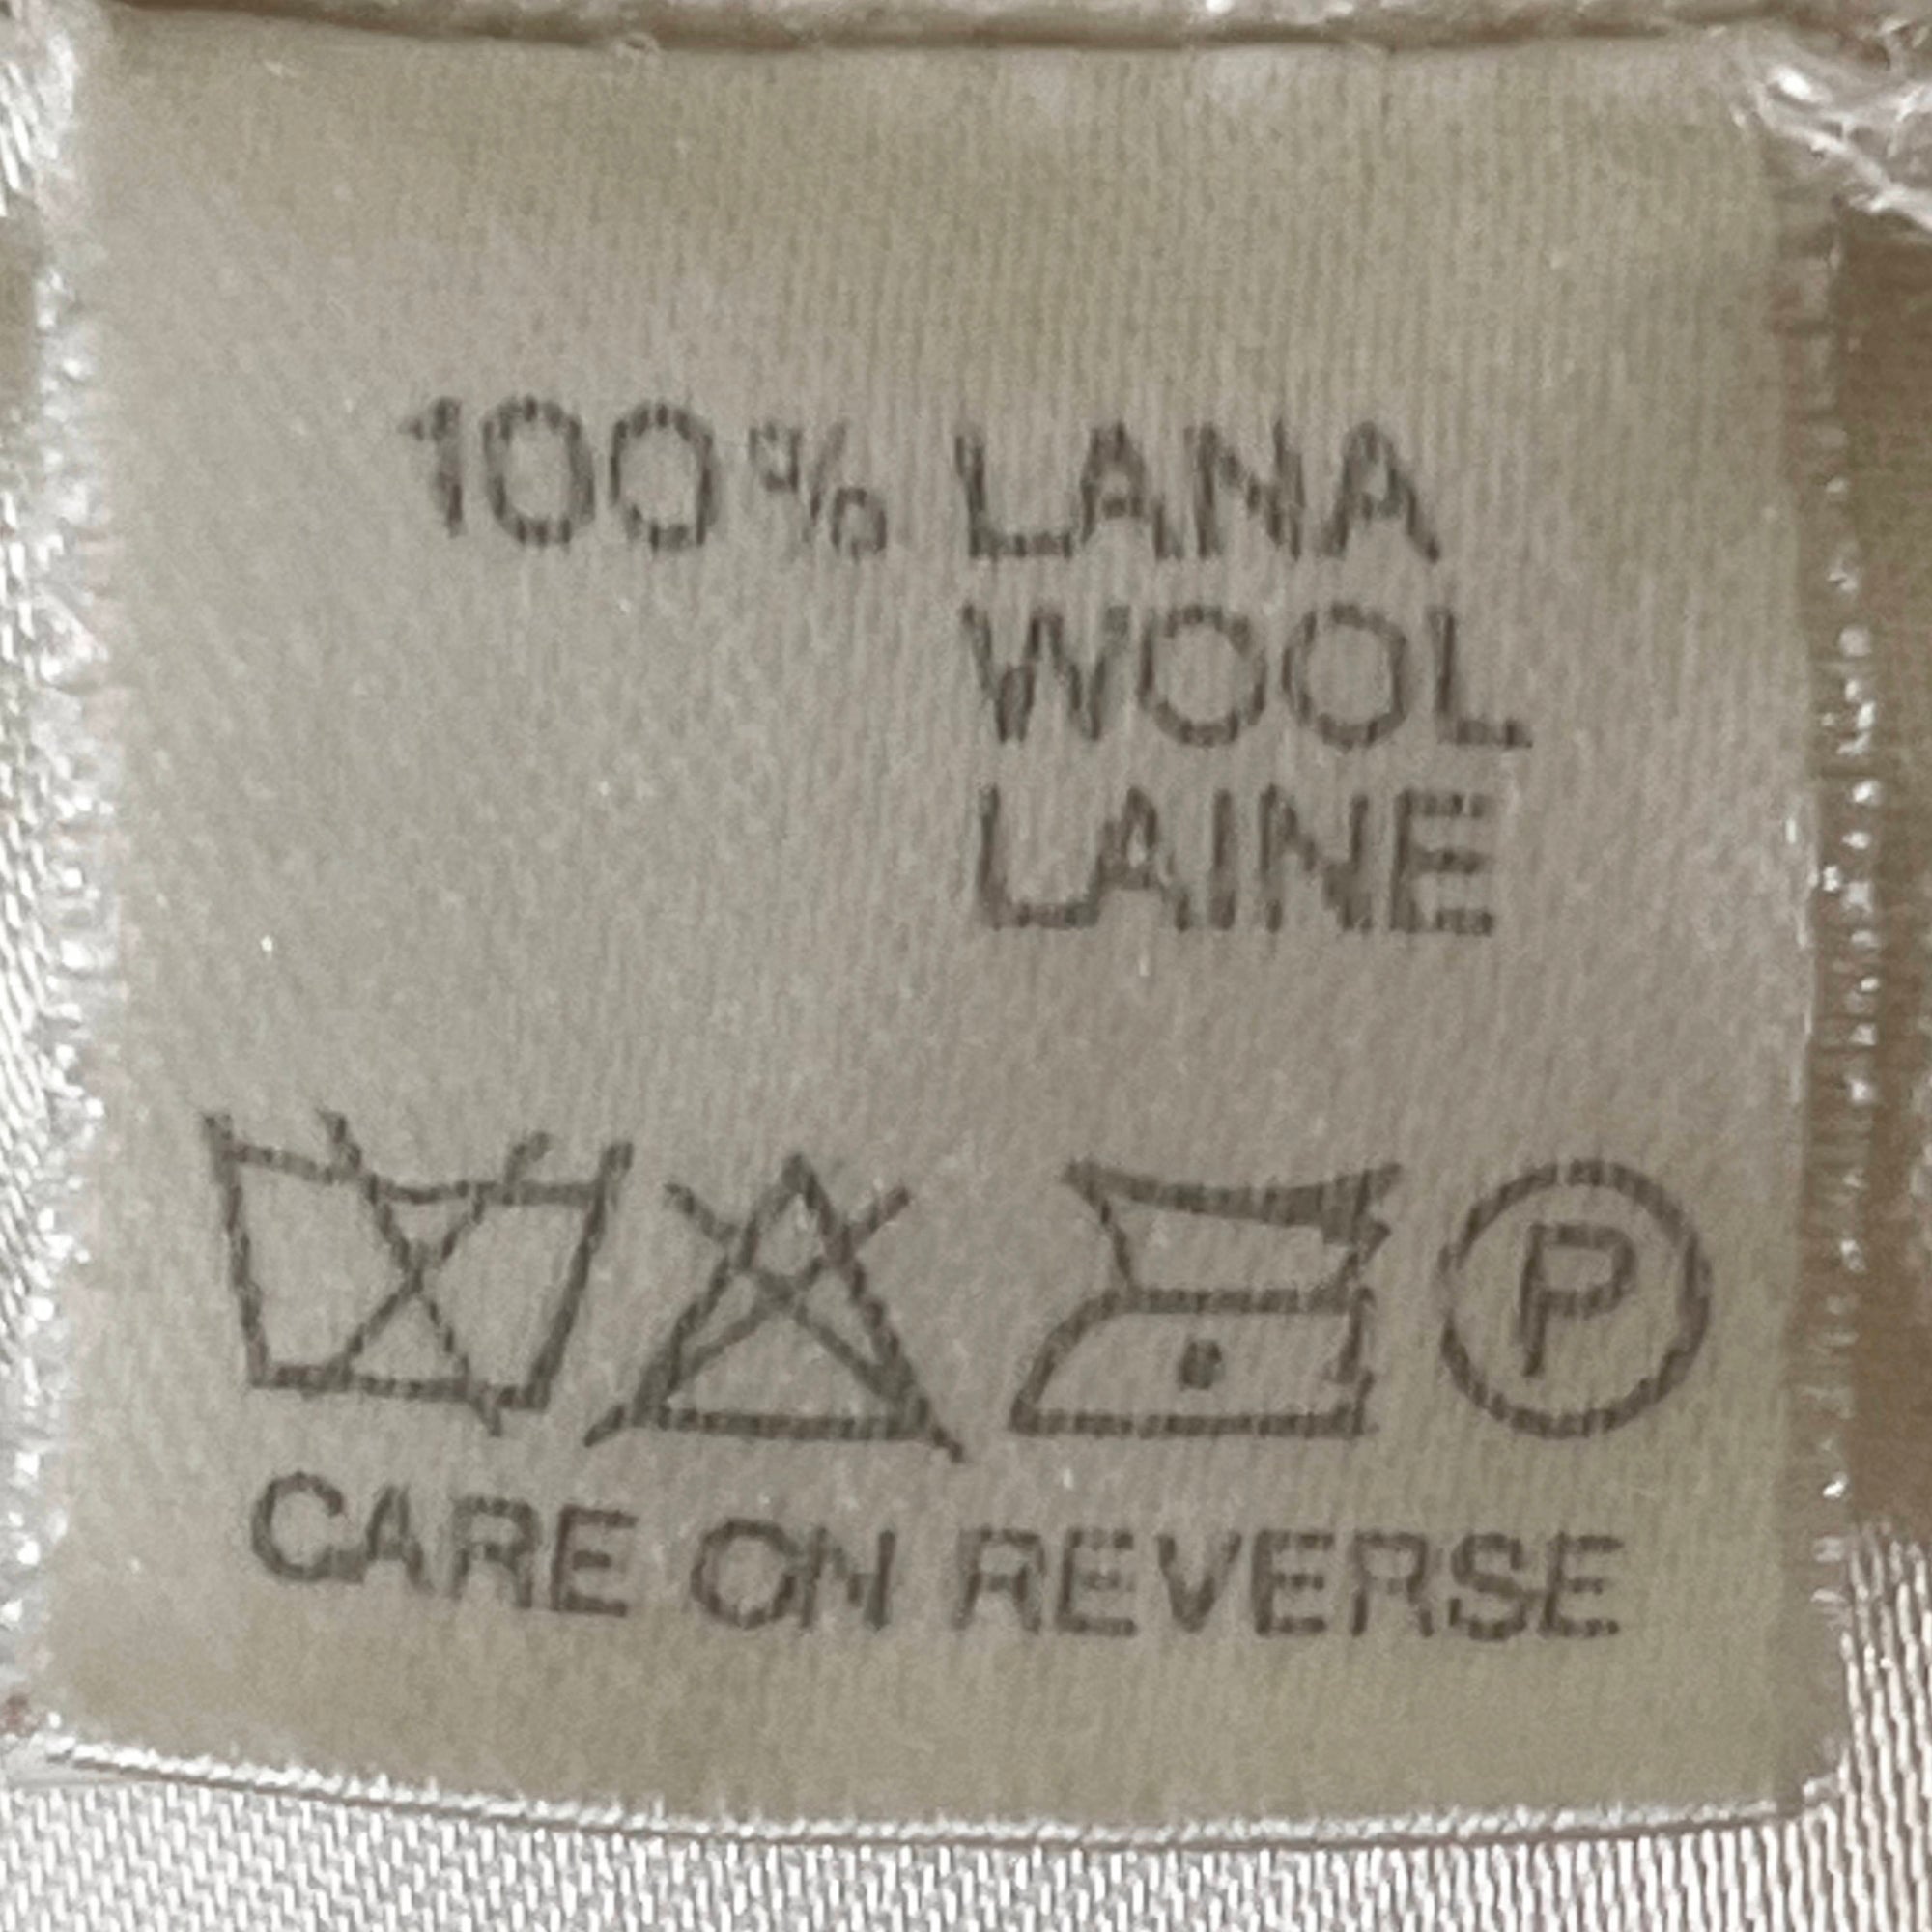 100% LANA
WOOL
LAINE
P
CARE ON REVERSE